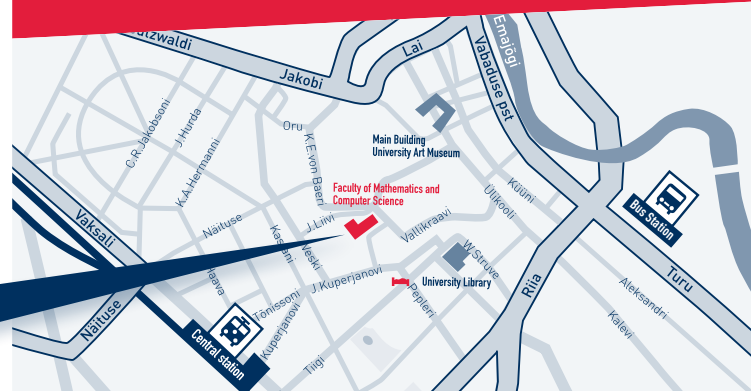 Jakobi
Lai
Vabaduse pst
Emajõgi
C.R.Jakobsoni
J.Hurda
K.A.Hermanni
Oru
K.E.von Baeri
Main Building
University Art Museum
Faculty of Mathematics and
Computer Science
Näituse
J.Liivi
Vallikraavi
Ülikooli
Küüni
Bus Station
Vaksali
Kastani
Veski
W.Struve
University Library
J.Kuperjanovi
Pepleri
Riia
Turu
Aleksandri
Kalevi
Näituse
Tõnissoni
Kuperjanovi
Tiigi
Central station